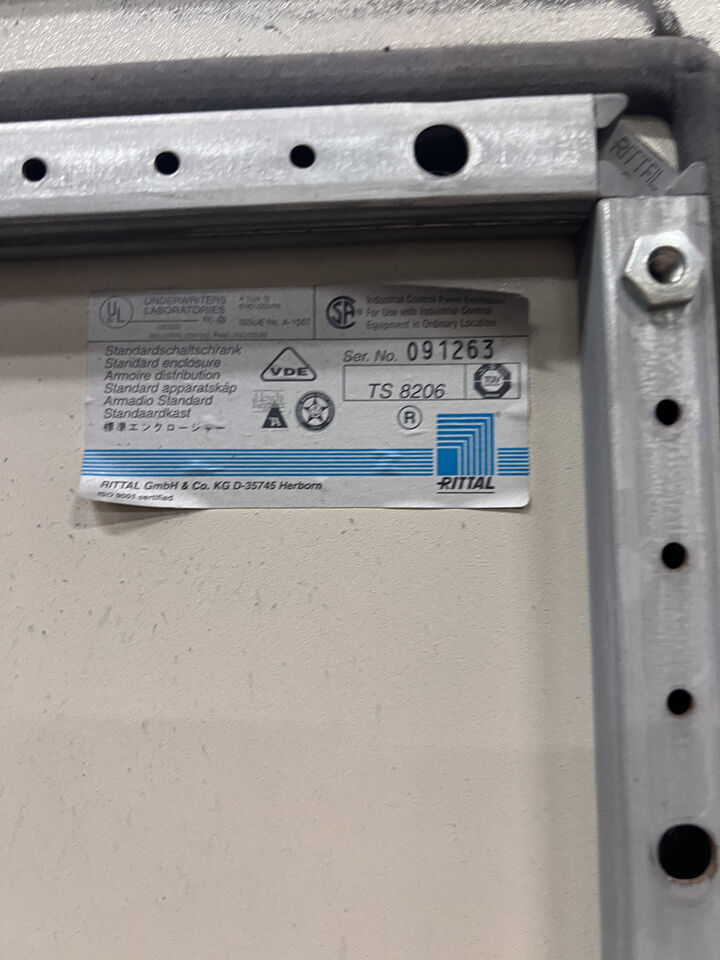 RITTAL
UL
UNDERWRITERS
LABORATORIES
LISTED
ENCLOSURE
ISSUE No. A-1567
SA
Industrial Control Panel Enclosure
For Use with Industrial Control
Equipment in Ordinary Location
Standardschaltschrank
Standard enclosure
Armoire distribution
Standard apparatskåp
Armadio Standard
Standaardkast
標準エンクロージャー
VDE
Ser. No. 091263
TS 8206
TÜV
R
RITTAL
RITTAL GmbH & Co. KG D-35745 Herborn
ISO 9001 certified